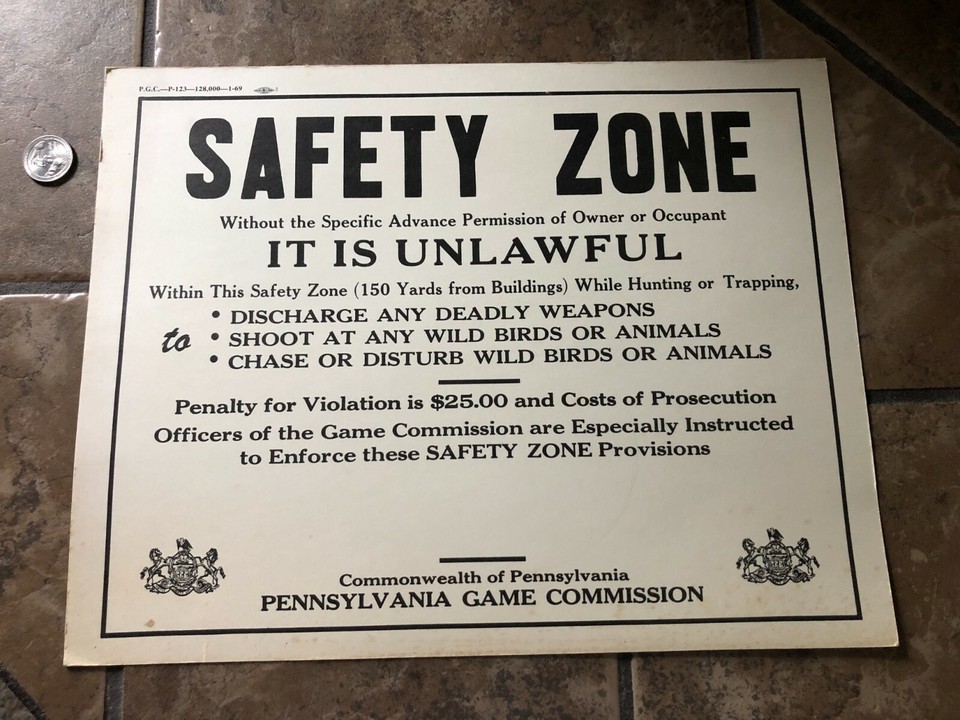 P.G.C.—P-123—128,000—1-69
SAFETY ZONE
Without the Specific Advance Permission of Owner or Occupant
IT IS UNLAWFUL
Within This Safety Zone (150 Yards from Buildings) While Hunting or Trapping,
• DISCHARGE ANY DEADLY WEAPONS
to • SHOOT AT ANY WILD BIRDS OR ANIMALS
• CHASE OR DISTURB WILD BIRDS OR ANIMALS
Penalty for Violation is $25.00 and Costs of Prosecution
Officers of the Game Commission are Especially Instructed
to Enforce these SAFETY ZONE Provisions
Commonwealth of Pennsylvania
PENNSYLVANIA GAME COMMISSION